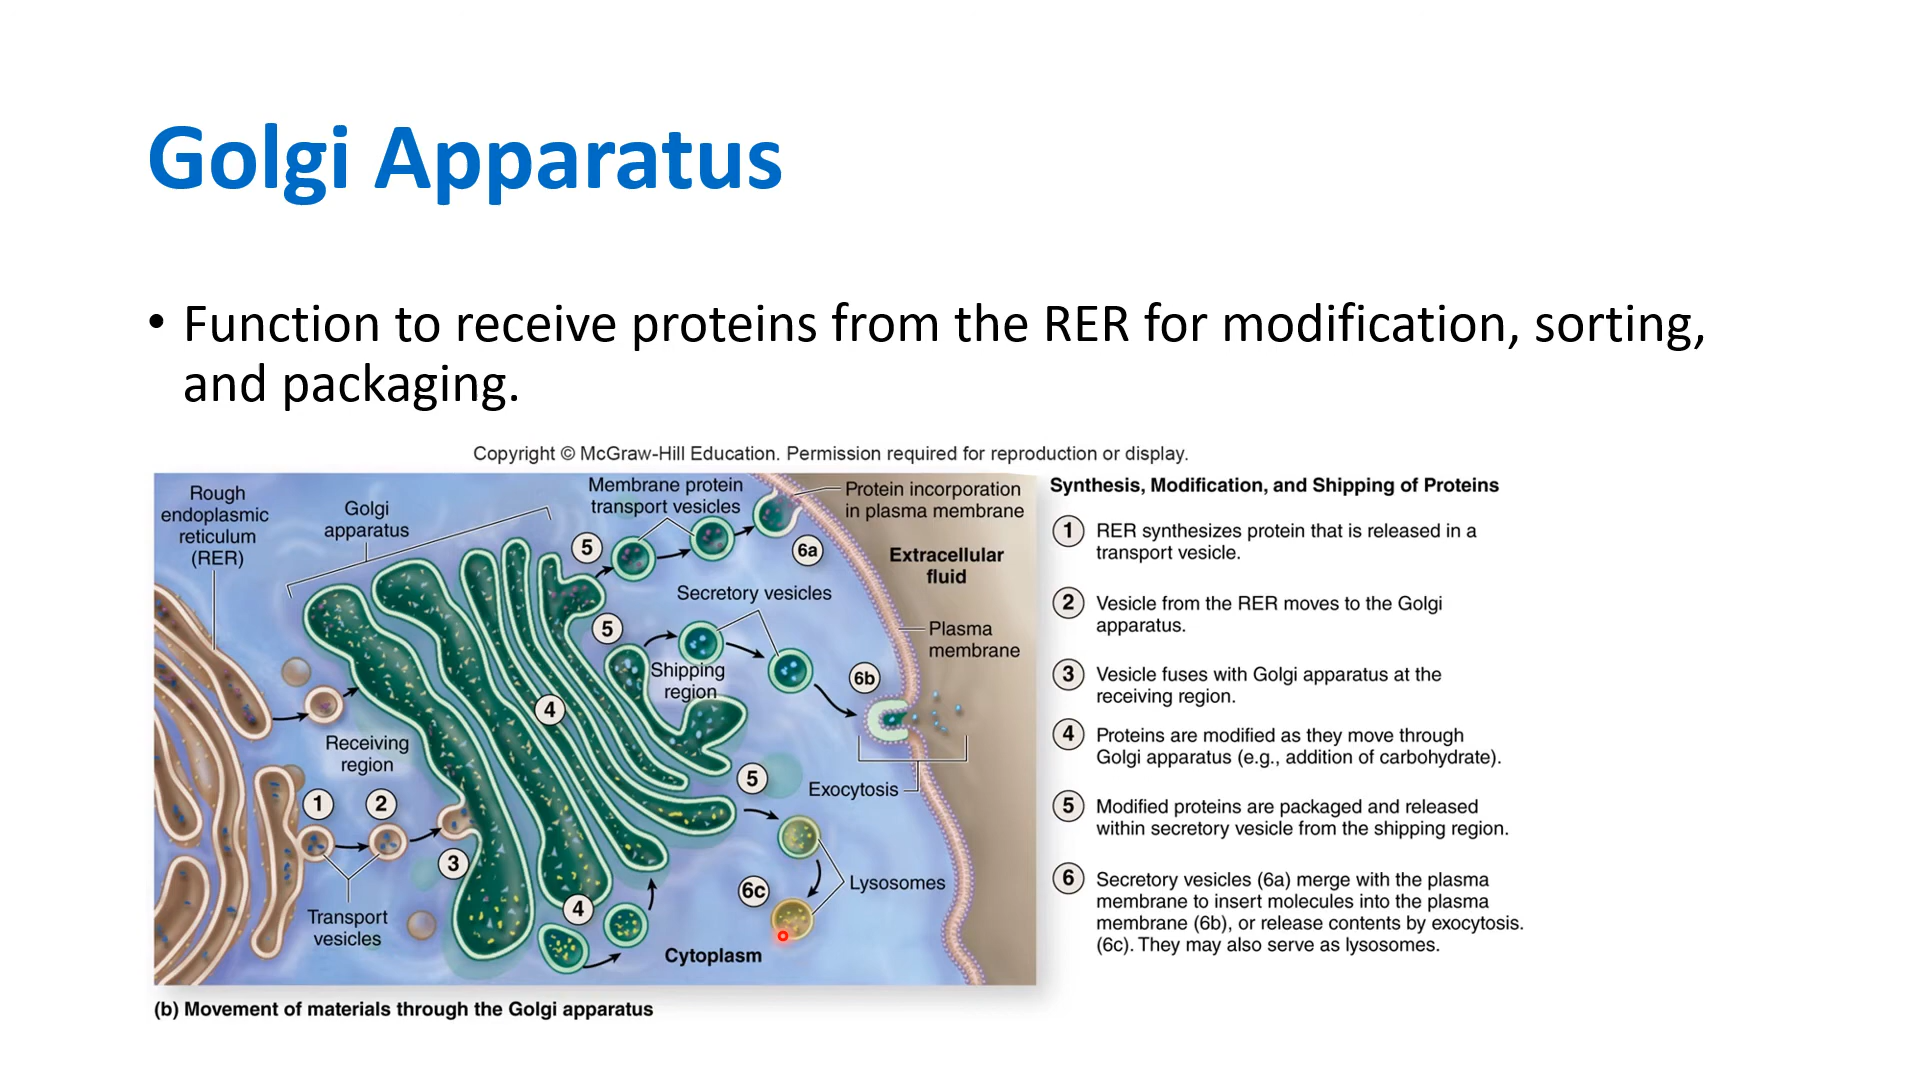 Golgi Apparatus
• Function to receive proteins from the RER for modification, sorting,
and packaging.
Copyright © McGraw-Hill Education. Permission required for reproduction or display.
Rough
endoplasmic
reticulum
(RER)
Golgi
apparatus
Membrane protein
transport vesicles
Protein incorporation
in plasma membrane
5
6a
Extracellular
fluid
Secretory vesicles
5
Plasma
membrane
Shipping
region
6b
4
Receiving
region
5
Exocytosis
1
2
3
6c
Lysosomes
4
Transport
vesicles
Cytoplasm
(b) Movement of materials through the Golgi apparatus
Synthesis, Modification, and Shipping of Proteins
1 RER synthesizes protein that is released in a
transport vesicle.
2 Vesicle from the RER moves to the Golgi
apparatus.
3 Vesicle fuses with Golgi apparatus at the
receiving region.
4 Proteins are modified as they move through
Golgi apparatus (e.g., addition of carbohydrate).
5 Modified proteins are packaged and released
within secretory vesicle from the shipping region.
6 Secretory vesicles (6a) merge with the plasma
membrane to insert molecules into the plasma
membrane (6b), or release contents by exocytosis.
(6c). They may also serve as lysosomes.